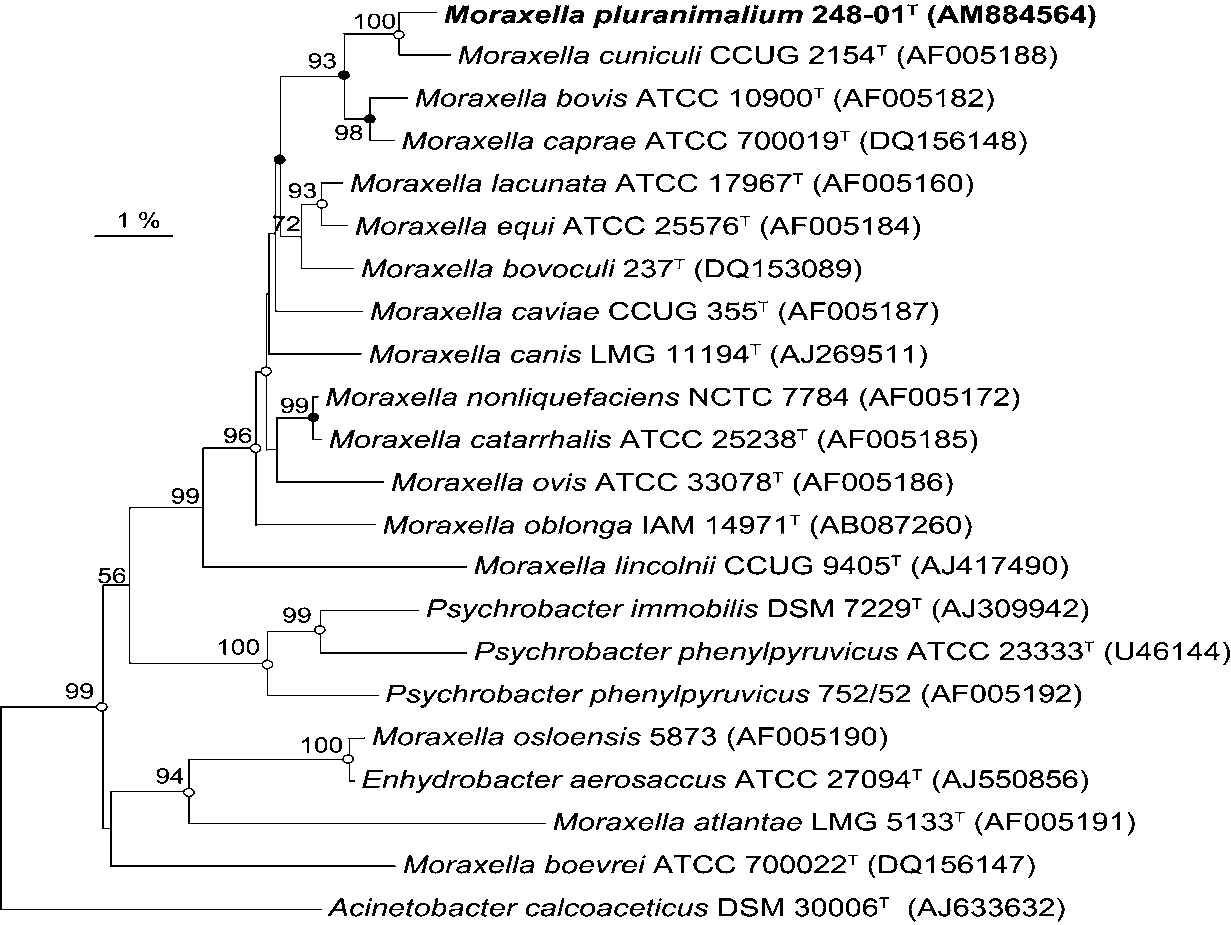 100 Moraxella pluranimalium 248-01ᵀ (AM884564)
Moraxella cuniculi CCUG 2154ᵀ (AF005188)
93
Moraxella bovis ATCC 10900ᵀ (AF005182)
98 Moraxella caprae ATCC 700019ᵀ (DQ156148)
93 Moraxella lacunata ATCC 17967ᵀ (AF005160)
1 %
72 Moraxella equi ATCC 25576ᵀ (AF005184)
Moraxella bovoculi 237ᵀ (DQ153089)
Moraxella caviae CCUG 355ᵀ (AF005187)
Moraxella canis LMG 11194ᵀ (AJ269511)
99 Moraxella nonliquefaciens NCTC 7784 (AF005172)
96 Moraxella catarrhalis ATCC 25238ᵀ (AF005185)
Moraxella ovis ATCC 33078ᵀ (AF005186)
99
Moraxella oblonga IAM 14971ᵀ (AB087260)
Moraxella lincolnii CCUG 9405ᵀ (AJ417490)
56
99 Psychrobacter immobilis DSM 7229ᵀ (AJ309942)
100 Psychrobacter phenylpyruvicus ATCC 23333ᵀ (U46144)
99 Psychrobacter phenylpyruvicus 752/52 (AF005192)
100 Moraxella osloensis 5873 (AF005190)
94 Enhydrobacter aerosaccus ATCC 27094ᵀ (AJ550856)
Moraxella atlantae LMG 5133ᵀ (AF005191)
Moraxella boevrei ATCC 700022ᵀ (DQ156147)
Acinetobacter calcoaceticus DSM 30006ᵀ (AJ633632)